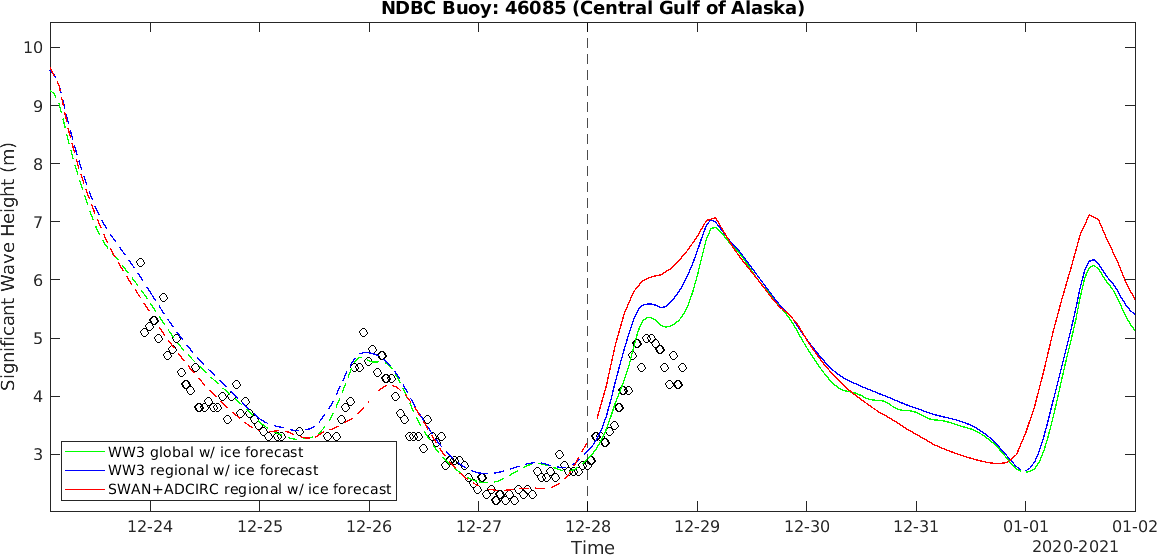 NDBC Buoy: 46085 (Central Gulf of Alaska)
Significant Wave Height (m)
10
9
8
7
6
5
4
3
WW3 global w/ ice forecast
WW3 regional w/ ice forecast
SWAN+ADCIRC regional w/ ice forecast
12-24 12-25 12-26 12-27 12-28 12-29 12-30 12-31 01-01 01-02
Time
2020-2021